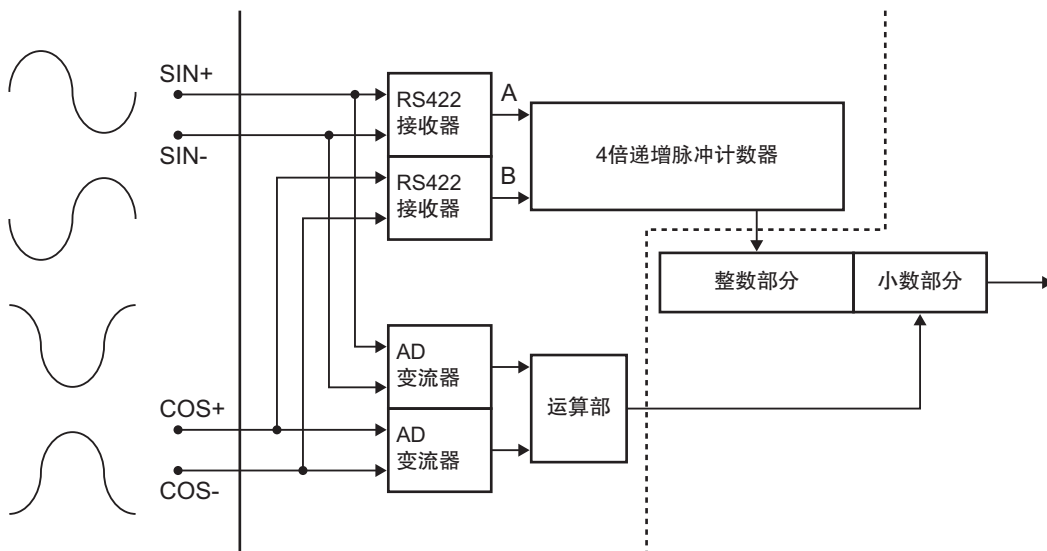 SIN+
SIN-
RS422
接收器
A
RS422
接收器
B
4倍递增脉冲计数器
整数部分
小数部分
AD
变流器
AD
变流器
运算部
COS+
COS-